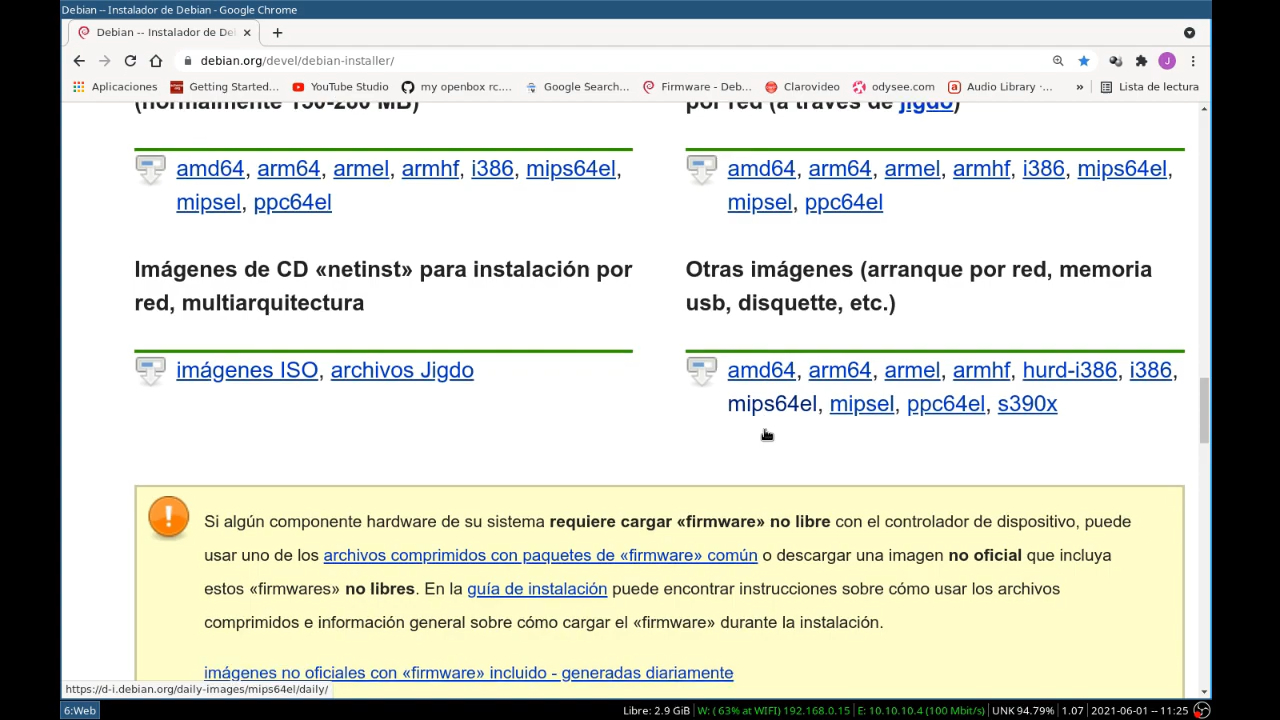 Debian -- Instalador de Debian - Google Chrome
Debian -- Instalador de De
debian.org/devel/debian-installer/
J
Aplicaciones Getting Started... YouTube Studio my openbox rc.... Google Search... Firmware - Deb... Clarovideo odysee.com Audio Library -... » Lista de lectura
(normalmente 150-280 MB)
amd64, arm64, armel, armhf, i386, mips64el,
mipsel, ppc64el
por red (a través de jigdo)
amd64, arm64, armel, armhf, i386, mips64el,
mipsel, ppc64el
Imágenes de CD «netinst» para instalación por
red, multiarquitectura
imágenes ISO, archivos Jigdo
Otras imágenes (arranque por red, memoria
usb, disquette, etc.)
amd64, arm64, armel, armhf, hurd-i386, i386,
mips64el, mipsel, ppc64el, s390x
Si algún componente hardware de su sistema requiere cargar «firmware» no libre con el controlador de dispositivo, puede
usar uno de los archivos comprimidos con paquetes de «firmware» común o descargar una imagen no oficial que incluya
estos «firmwares» no libres. En la guía de instalación puede encontrar instrucciones sobre cómo usar los archivos
comprimidos e información general sobre cómo cargar el «firmware» durante la instalación.
imágenes no oficiales con «firmware» incluido - generadas diariamente
https://d-i.debian.org/daily-images/mips64el/daily/
6:Web Libre: 2.9 GiB W: ( 63% at WIFI) 192.168.0.15 E: 10.10.10.4 (100 Mbit/s) UNK 94.79% 1.07 2021-06-01 -- 11:25